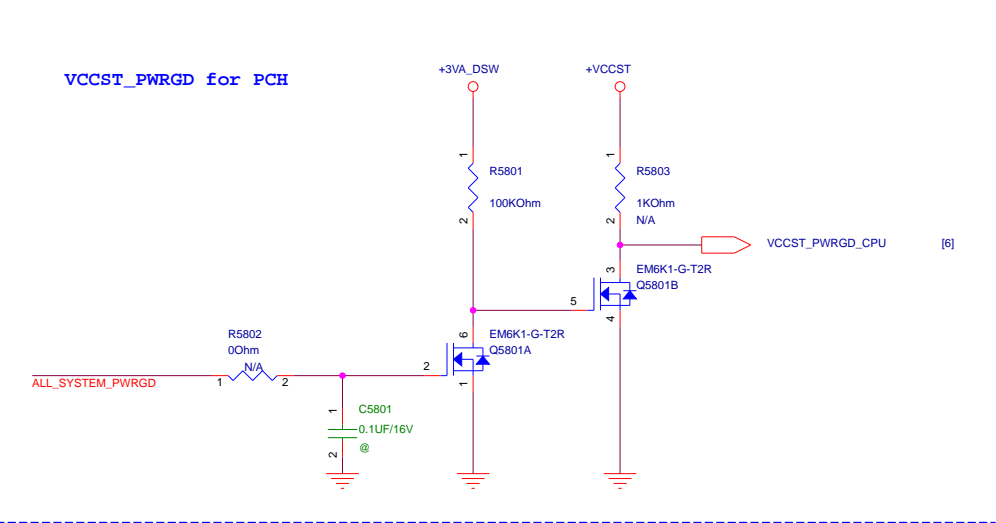 +3VA_DSW
+VCCST
VCCST_PWRGD for PCH
1
1
R5801
R5803
100KOhm
1KOhm
2
2
N/A
VCCST_PWRGD_CPU
[6]
3
EM6K1-G-T2R
Q5801B
5
4
R5802
6
EM6K1-G-T2R
0Ohm
Q5801A
N/A
2
ALL_SYSTEM_PWRGD
1
2
1
1
C5801
0.1UF/16V
2
@